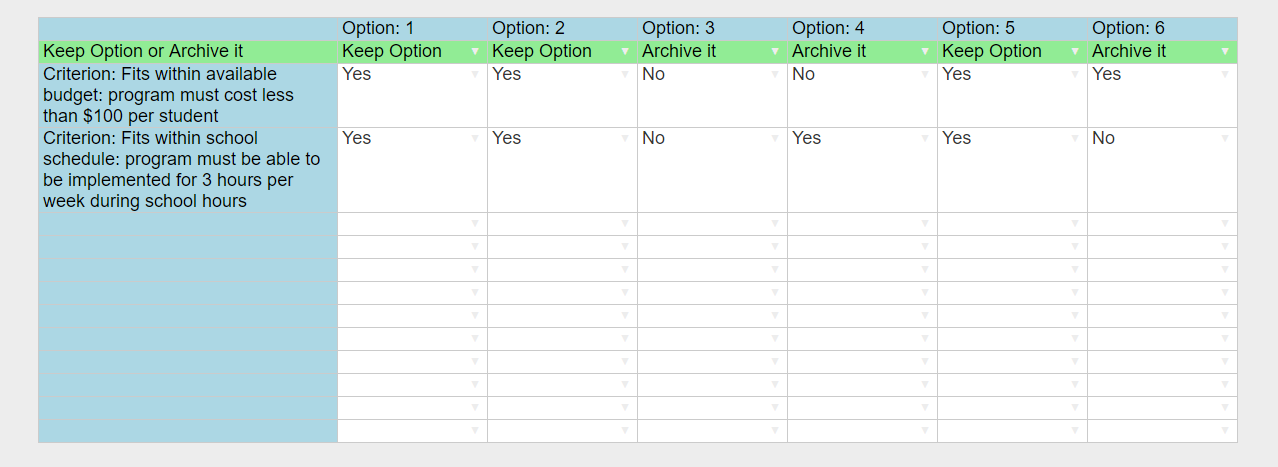 Option: 1 Option: 2 Option: 3 Option: 4 Option: 5 Option: 6
Keep Option or Archive it Keep Option Keep Option Archive it Archive it Keep Option Archive it
Criterion: Fits within available Yes Yes No No Yes Yes
budget: program must cost less
than $100 per student
Criterion: Fits within school Yes Yes No Yes Yes No
schedule: program must be able to
be implemented for 3 hours per
week during school hours